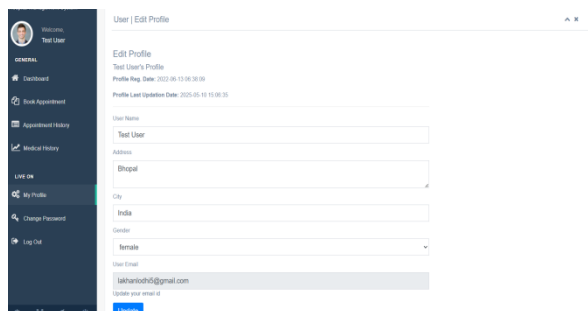 Welcome,
Test User
GENERAL
Dashboard
Book Appointment
Appointment History
Medical History
LIVE ON
My Profile
Change Password
Log Out
User | Edit Profile
Edit Profile
Test User's Profile
Profile Reg. Date: 2022-06-13 06:38:06
Profile Last Updation Date: 2025-05-10 15:06:35
User Name
Test User
Address
Bhopal
City
India
Gender
female
User Email
lakhanlodhi5@gmail.com
Update your email id
Update